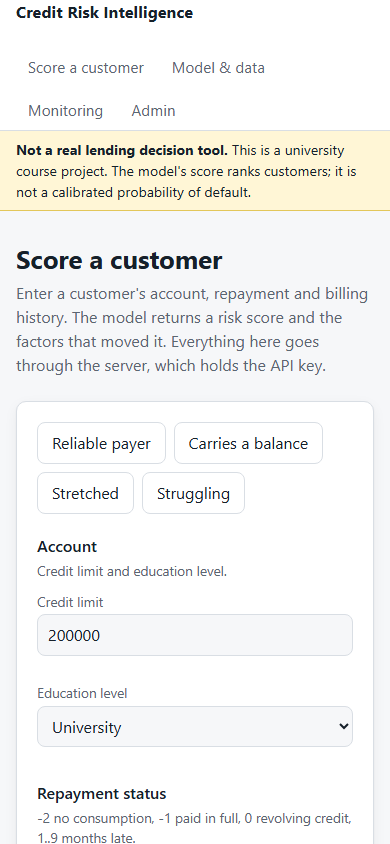 Credit Risk Intelligence
Score a customer Model & data
Monitoring Admin
Not a real lending decision tool. This is a university
course project. The model's score ranks customers; it is
not a calibrated probability of default.
Score a customer
Enter a customer's account, repayment and billing
history. The model returns a risk score and the
factors that moved it. Everything here goes
through the server, which holds the API key.
Reliable payer Carries a balance
Stretched Struggling
Account
Credit limit and education level.
Credit limit
200000
Education level
University
Repayment status
-2 no consumption, -1 paid in full, 0 revolving credit,
1..9 months late.